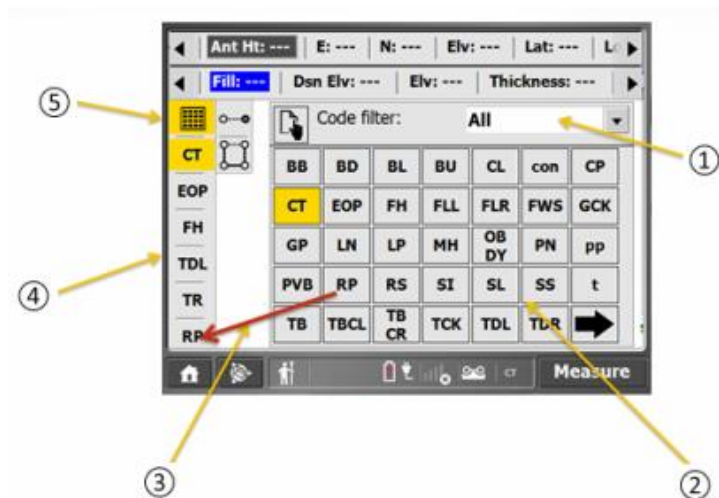 Ant Ht: --- E: --- N: --- Elv: --- Lat: --- Lo
Fill: --- Dsn Elv: --- Elv: --- Thickness: ---
⑤
Code filter: All
①
CT
EOP
FH
TDL
TR
RP
④
BB BD BL BU CL con CP
CT EOP FH FLL FLR FWS GCK
GP LN LP MH OB DY PN pp
PVB RP RS SI SL SS t
TB TBCL TB CR TCK TDL TDR
CT Measure
③
②